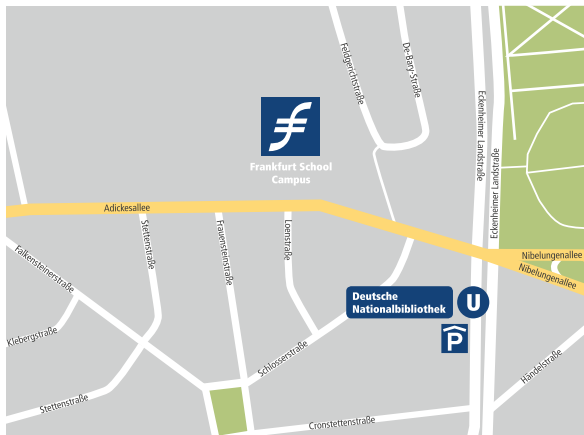 Feldgerichtstraße
De-Bary-Straße
Eckenheimer Landstraße
Eckenheimer Landstraße
Frankfurt School
Campus
Adickesallee
Stettenstraße
Frauensteinstraße
Loenstraße
Falkensteinerstraße
Nibelungenallee
Nibelungenallee
Deutsche
Nationalbibliothek
U
P
Klebergstraße
Schlosserstraße
Händelstraße
Stettenstraße
Cronstettenstraße